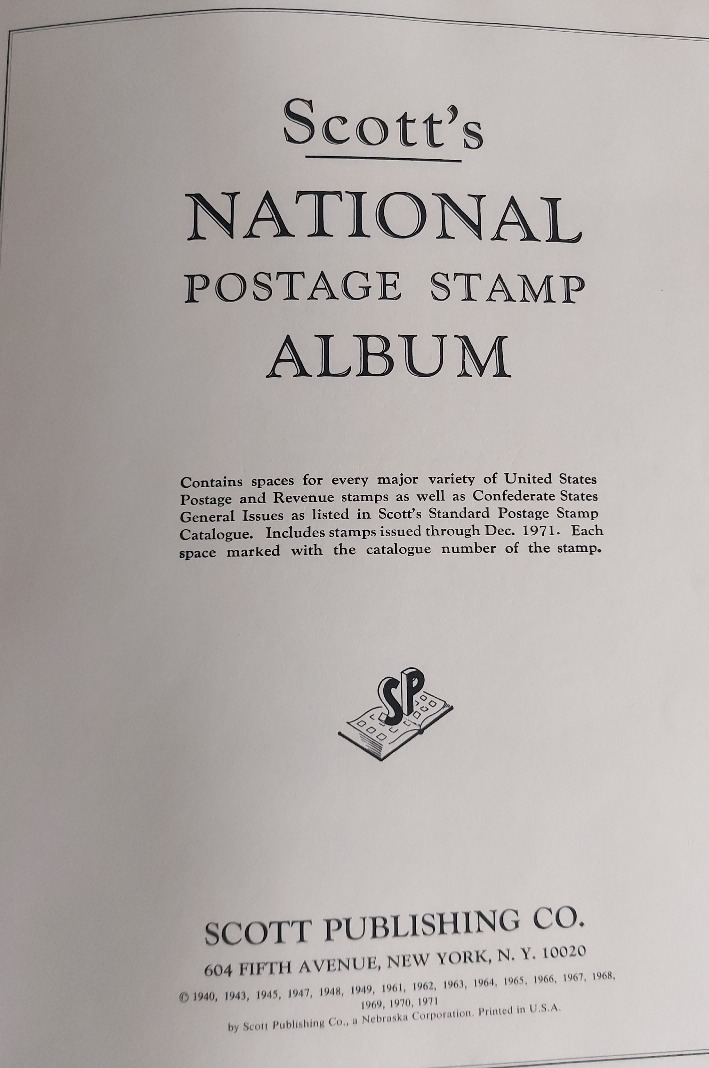 Scott's
NATIONAL
POSTAGE STAMP
ALBUM
Contains spaces for every major variety of United States
Postage and Revenue stamps as well as Confederate States
General Issues as listed in Scott's Standard Postage Stamp
Catalogue. Includes stamps issued through Dec. 1971. Each
space marked with the catalogue number of the stamp.
SP
SCOTT PUBLISHING CO.
604 FIFTH AVENUE, NEW YORK, N. Y. 10020
© 1940, 1943, 1945, 1947, 1948, 1949, 1961, 1962, 1963, 1964, 1965, 1966, 1967, 1968,
1969, 1970, 1971
by Scott Publishing Co., a Nebraska Corporation. Printed in U.S.A.